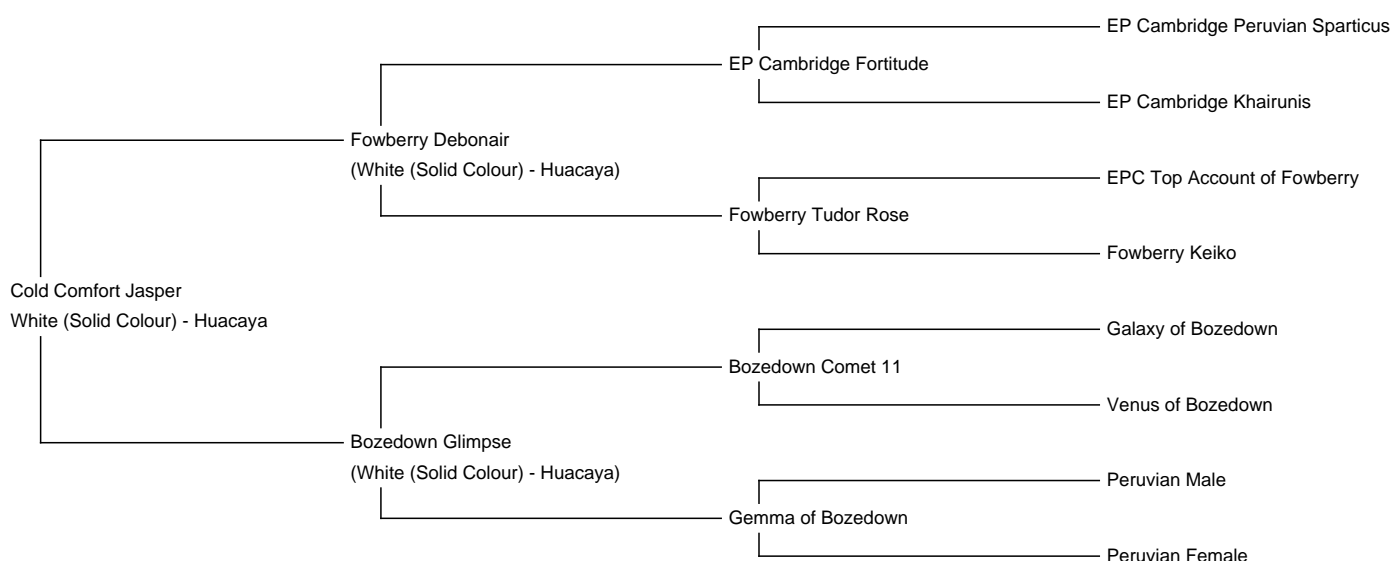 EP Cambridge Peruvian Sparticus
EP Cambridge Fortitude
EP Cambridge Khairunis
Fowberry Debonair
(White (Solid Colour) - Huacaya)
EPC Top Account of Fowberry
Fowberry Tudor Rose
Fowberry Keiko
Cold Comfort Jasper
White (Solid Colour) - Huacaya
Galaxy of Bozedown
Bozedown Comet 11
Venus of Bozedown
Bozedown Glimpse
(White (Solid Colour) - Huacaya)
Peruvian Male
Gemma of Bozedown
Peruvian Female